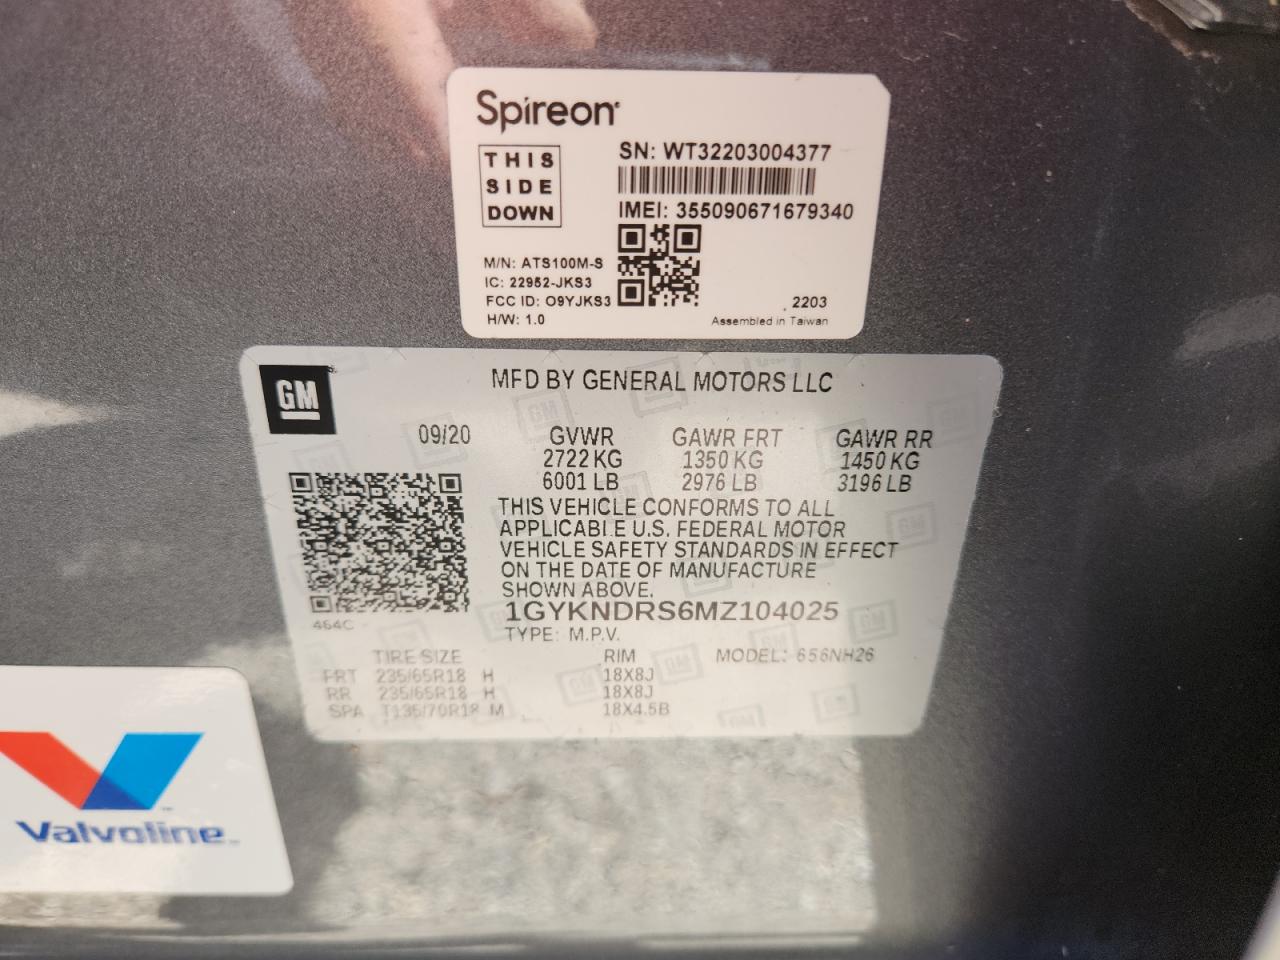 Spireon
THIS
SIDE
DOWN
SN: WT32203004377
IMEI: 355090671679340
M/N: ATS100M-S
IC: 22952-JKS3
FCC ID: O9YJKS3
H/W: 1.0
2203
Assembled in Taiwan
GM
MFD BY GENERAL MOTORS LLC
09/20 GVWR GAWR FRT GAWR RR
2722 KG 1350 KG 1450 KG
6001 LB 2976 LB 3196 LB
THIS VEHICLE CONFORMS TO ALL
APPLICABLE U.S. FEDERAL MOTOR
VEHICLE SAFETY STANDARDS IN EFFECT
ON THE DATE OF MANUFACTURE
SHOWN ABOVE.
1GYKNDRS6MZ104025
464C
TYPE: M.P.V.
TIRE SIZE RIM MODEL: 656NH26
FRT 235/65R18 H 18X8J
RR 235/65R18 H 18X8J
SPA T135/70R18 M 18X4.5B
Valvoline™